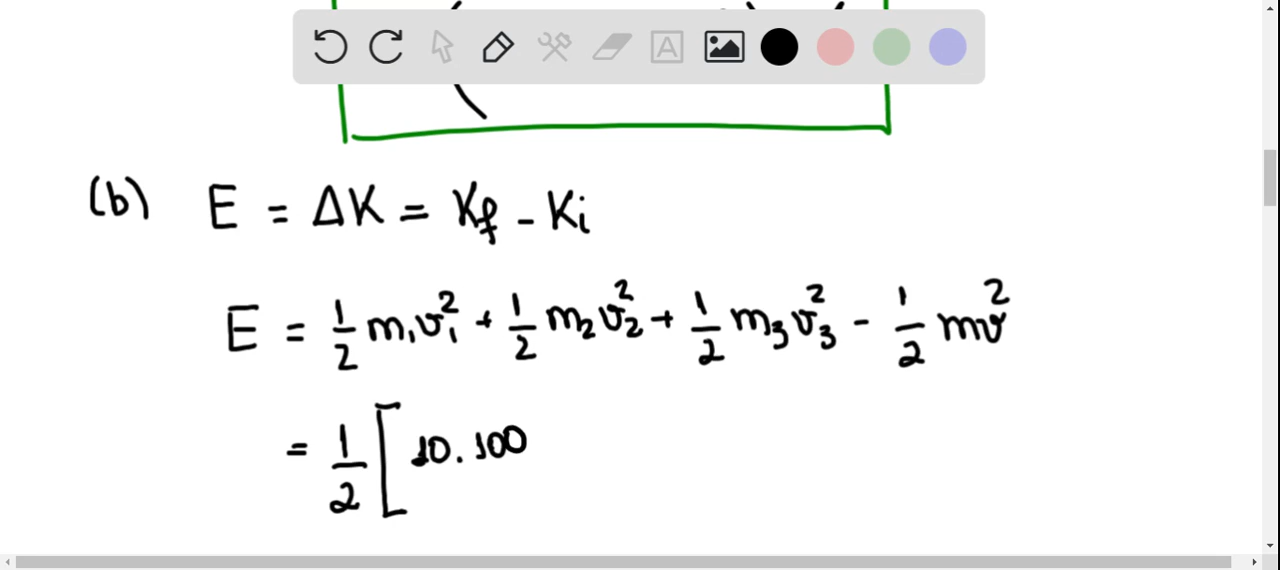 (b) E = ΔK = Kf - Ki
E = 1/2 m₁v₁² + 1/2 m₂v₂² + 1/2 m₃v₃² - 1/2 mv²
= 1/2 [ 10.100